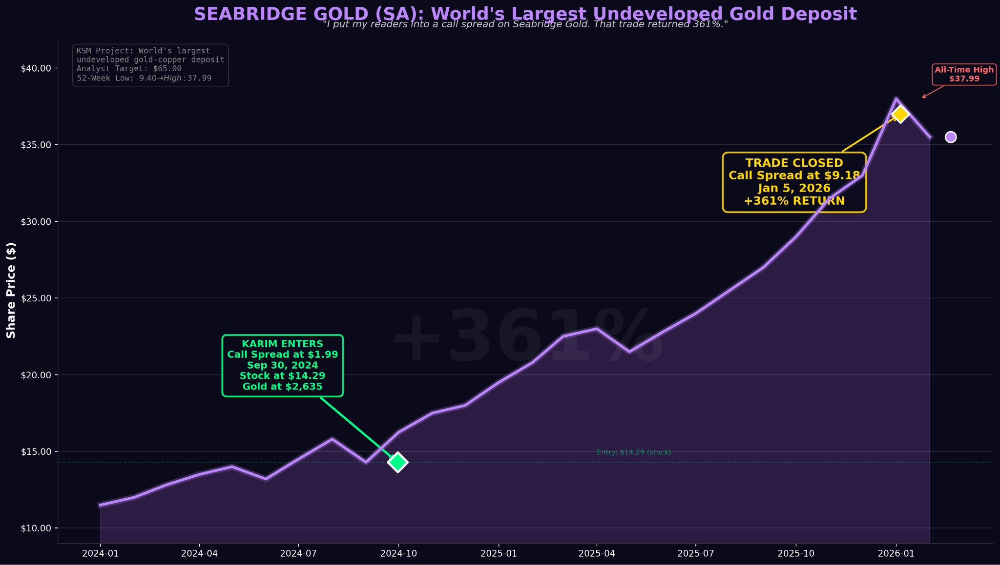 SEABRIDGE GOLD (SA): World's Largest Undeveloped Gold Deposit
"I put my readers into a call spread on Seabridge Gold. That trade returned 361%."
KSM Project: World's largest
undeveloped gold-copper deposit
Analyst Target: $65.00
52-Week Low: 9.40→High:37.99
All-Time High
$37.99
TRADE CLOSED
Call Spread at $9.18
Jan 5, 2026
+361% RETURN
+361%
KARIM ENTERS
Call Spread at $1.99
Sep 30, 2024
Stock at $14.29
Gold at $2,635
Entry: $14.29 (stock)
Share Price ($)
$40.00
$35.00
$30.00
$25.00
$20.00
$15.00
$10.00
2024-01
2024-04
2024-07
2024-10
2025-01
2025-04
2025-07
2025-10
2026-01